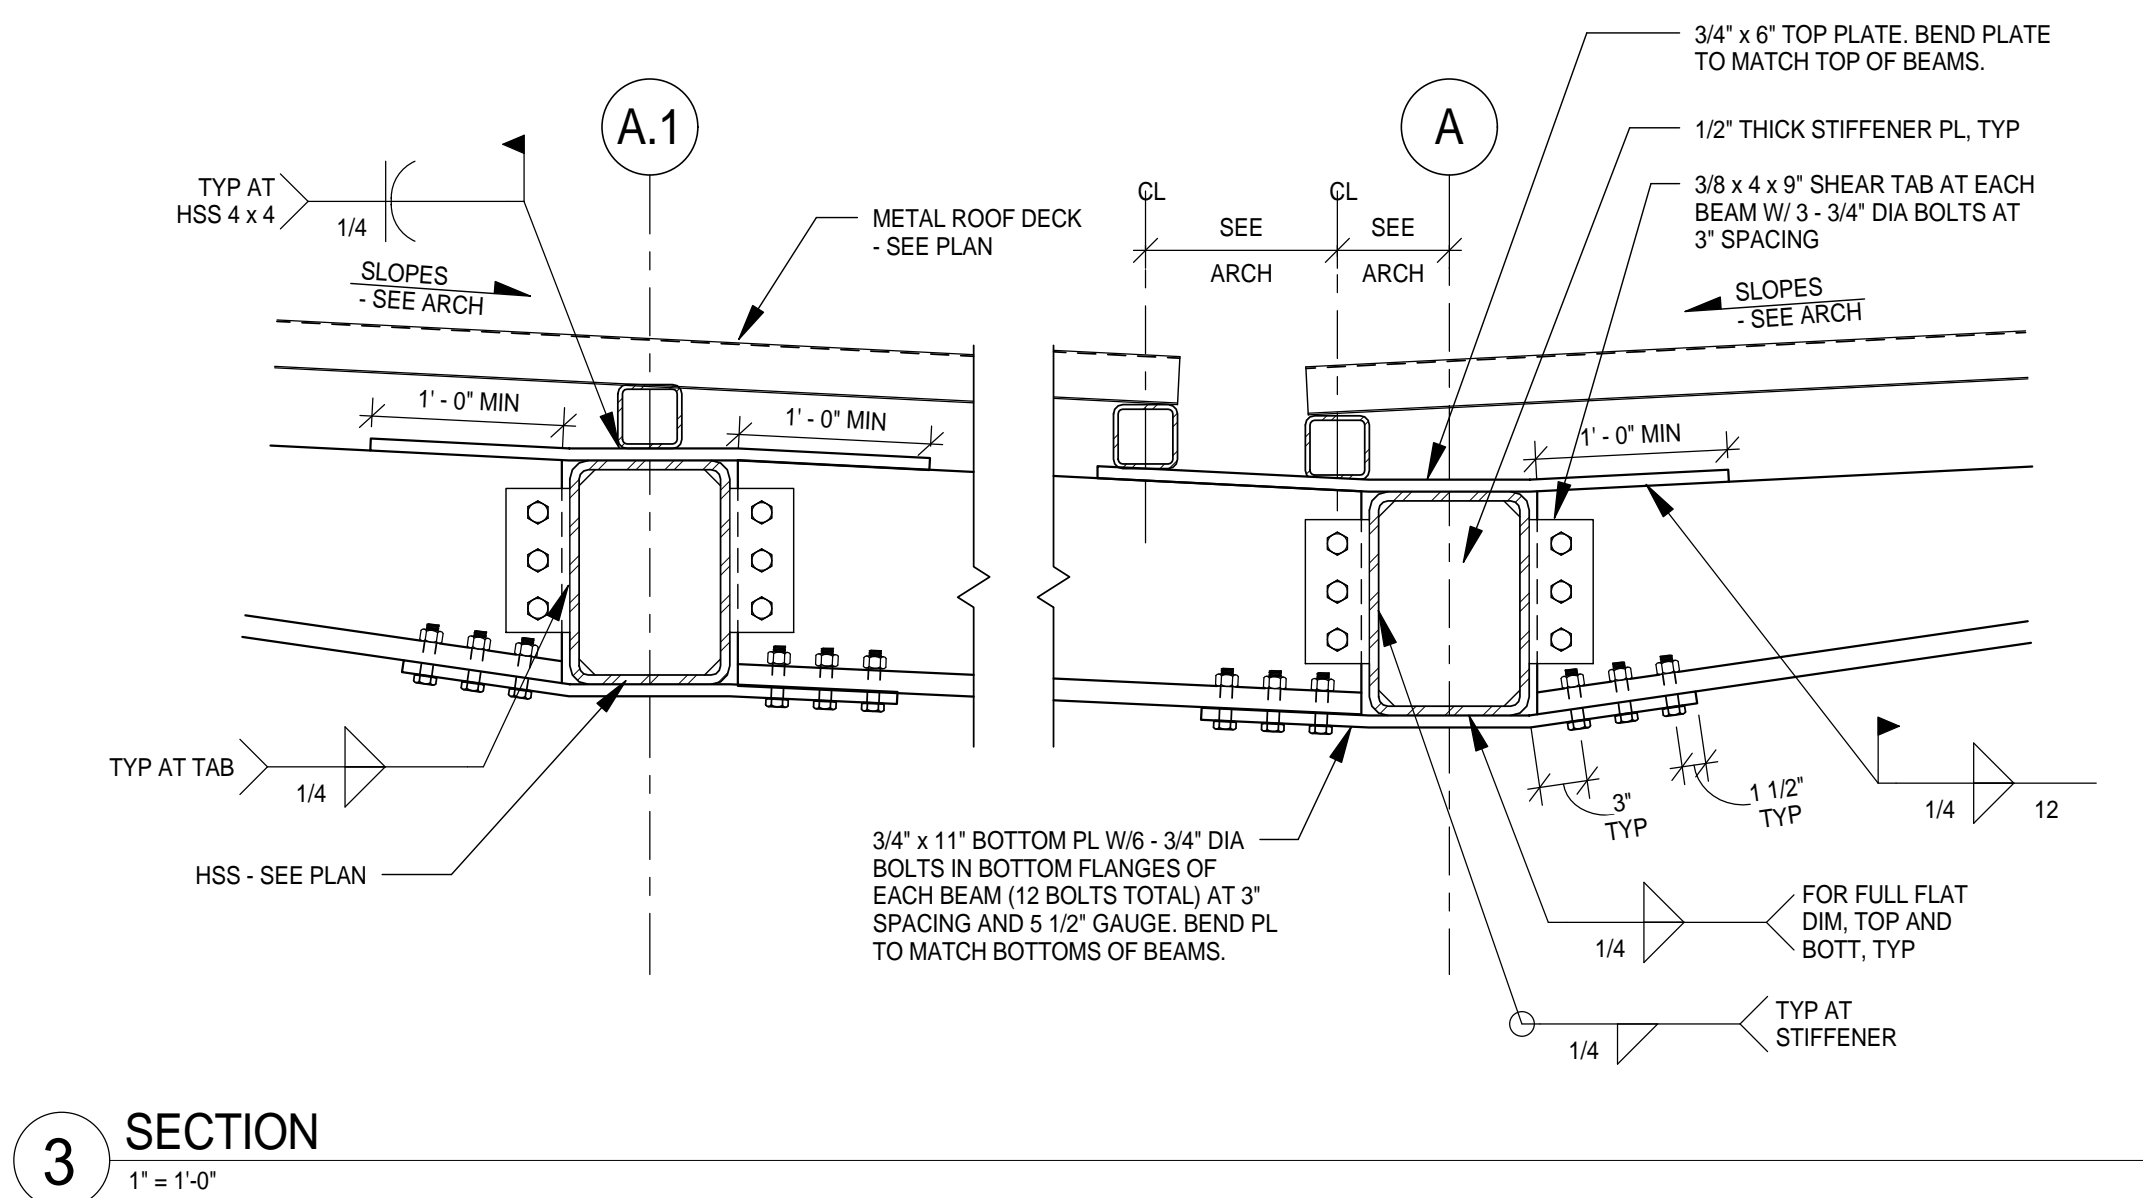 3/4" x 6" TOP PLATE. BEND PLATE
TO MATCH TOP OF BEAMS.
A.1
A
1/2" THICK STIFFENER PL, TYP
TYP AT
HSS 4 x 4
1/4
3/8 x 4 x 9" SHEAR TAB AT EACH
BEAM W/ 3 - 3/4" DIA BOLTS AT
3" SPACING
CL
CL
METAL ROOF DECK
- SEE PLAN
SEE
ARCH
SEE
ARCH
SLOPES
- SEE ARCH
SLOPES
- SEE ARCH
1' - 0" MIN
1' - 0" MIN
1' - 0" MIN
TYP AT TAB
1/4
3"
TYP
1 1/2"
TYP
1/4
12
HSS - SEE PLAN
3/4" x 11" BOTTOM PL W/6 - 3/4" DIA
BOLTS IN BOTTOM FLANGES OF
EACH BEAM (12 BOLTS TOTAL) AT 3"
SPACING AND 5 1/2" GAUGE. BEND PL
TO MATCH BOTTOMS OF BEAMS.
1/4
FOR FULL FLAT
DIM, TOP AND
BOTT, TYP
1/4
TYP AT
STIFFENER
3
SECTION
1" = 1'-0"